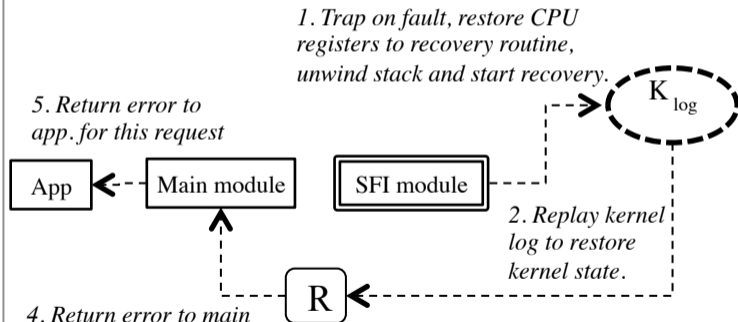 1. Trap on fault, restore CPU
registers to recovery routine,
unwind stack and start recovery.
K log
5. Return error to
app. for this request
App
Main module
SFI module
2. Replay kernel
log to restore
kernel state.
R
4. Return error to main